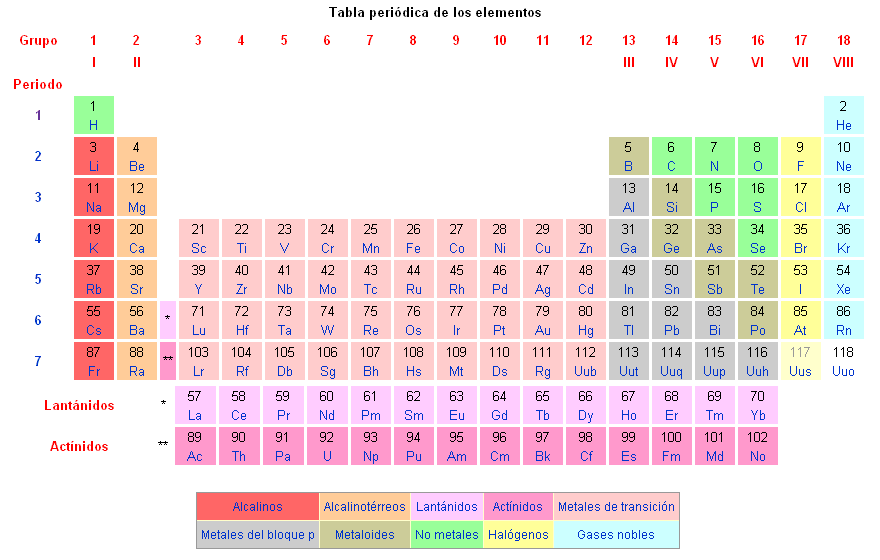 Tabla periódica de los elementos
Grupo 1 2 3 4 5 6 7 8 9 10 11 12 13 14 15 16 17 18
I II III IV V VI VII VIII
Periodo
1 1 2
H He
2 3 4 5 6 7 8 9 10
Li Be B C N O F Ne
3 11 12 13 14 15 16 17 18
Na Mg Al Si P S Cl Ar
4 19 20 21 22 23 24 25 26 27 28 29 30 31 32 33 34 35 36
K Ca Sc Ti V Cr Mn Fe Co Ni Cu Zn Ga Ge As Se Br Kr
5 37 38 39 40 41 42 43 44 45 46 47 48 49 50 51 52 53 54
Rb Sr Y Zr Nb Mo Tc Ru Rh Pd Ag Cd In Sn Sb Te I Xe
6 55 56 * 71 72 73 74 75 76 77 78 79 80 81 82 83 84 85 86
Cs Ba Lu Hf Ta W Re Os Ir Pt Au Hg Tl Pb Bi Po At Rn
7 87 88 ** 103 104 105 106 107 108 109 110 111 112 113 114 115 116 117 118
Fr Ra Lr Rf Db Sg Bh Hs Mt Ds Rg Uub Uut Uuq Uup Uuh Uus Uuo
Lantánidos * 57 58 59 60 61 62 63 64 65 66 67 68 69 70
La Ce Pr Nd Pm Sm Eu Gd Tb Dy Ho Er Tm Yb
Actínidos ** 89 90 91 92 93 94 95 96 97 98 99 100 101 102
Ac Th Pa U Np Pu Am Cm Bk Cf Es Fm Md No
Alcalinos Alcalinotérreos Lantánidos Actínidos Metales de transición
Metales del bloque p Metaloides No metales Halógenos Gases nobles